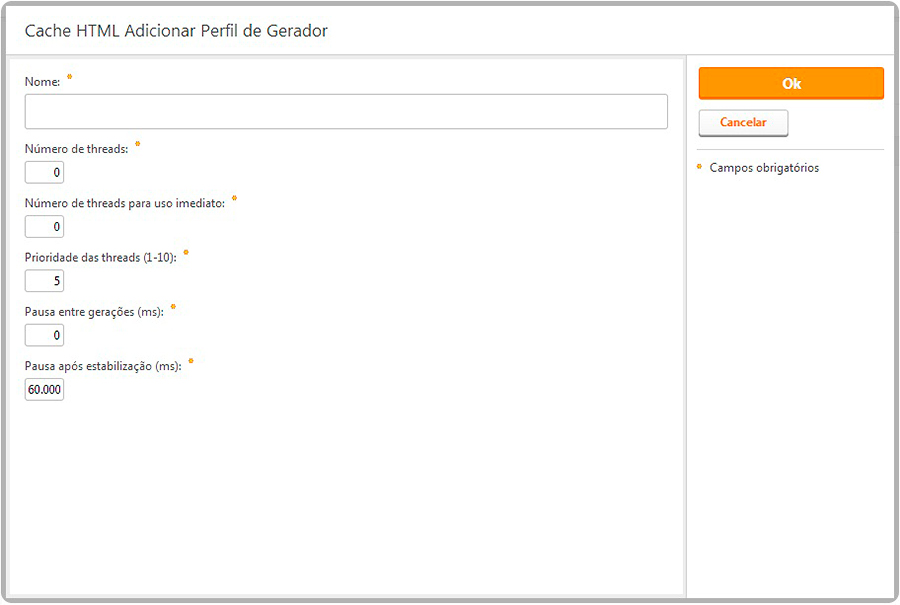 Cache HTML Adicionar Perfil de Gerador
Nome: *
Número de threads: *
0
Número de threads para uso imediato: *
0
Prioridade das threads (1-10): *
5
Pausa entre gerações (ms): *
0
Pausa após estabilização (ms): *
60.000
Ok
Cancelar
* Campos obrigatórios